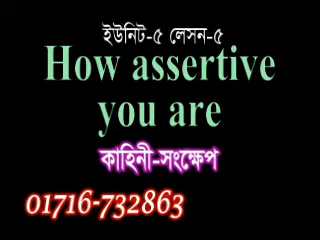 ইউনিট-৫ লেসন-৫
How assertive
you are
কাহিনী-সংক্ষেপ
01716-732863